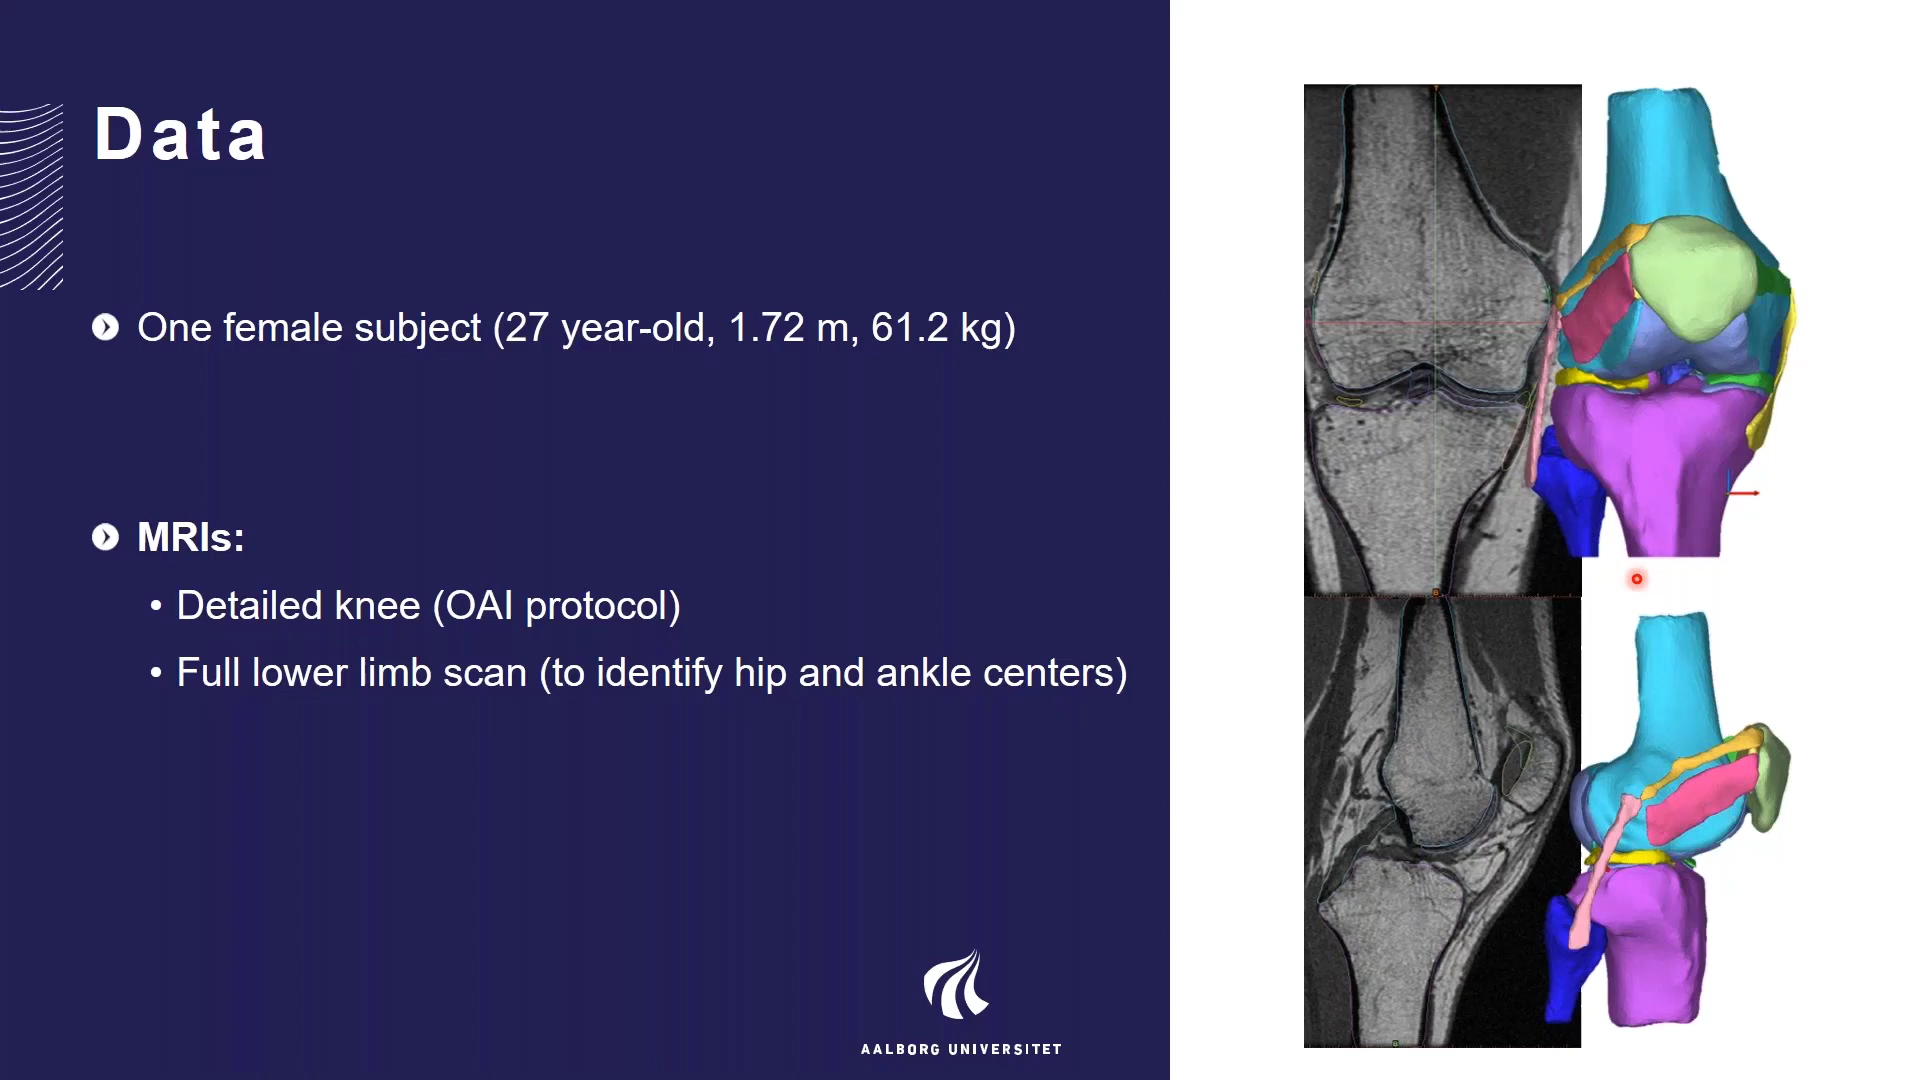 Data
One female subject (27 year-old, 1.72 m, 61.2 kg)
MRIs:
• Detailed knee (OAI protocol)
• Full lower limb scan (to identify hip and ankle centers)
AALBORG UNIVERSITET